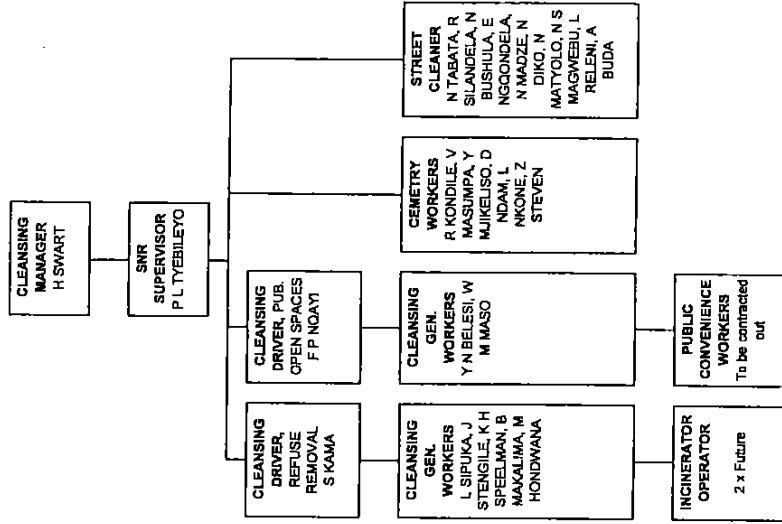 CLEANSING
MANAGER
H SWART
SNR
SUPERVISOR
P L TYEBILEYO
CLEANSING
DRIVER,
REFUSE
REMOVAL
S KAMA
CLEANSING
DRIVER, PUB.
OPEN SPACES
F P NQAYI
CLEANSING
GEN.
WORKERS
L SIPUKA, J
STENGILE, K H
SPEELMAN, B
MAKALIMA, M
HONDWANA
CLEANSING
GEN.
WORKERS
Y N BELESI, W
M MASO
CEMETRY
WORKERS
R KONDILE, V
MASUMPA, Y
MJIKELISO, D
NDAM, L
NKONE, Z
STEVEN
STREET
CLEANER
N TABATA, R
SILANDELA, N
BUSHULA, E
NGQONDELA,
N MADZE, N
DIKO, N
MATYOLO, N S
MAGWEBU, L
RELENI, A
BUDA
INCINERATOR
OPERATOR
2 x Future
PUBLIC
CONVENIENCE
WORKERS
To be contracted
out